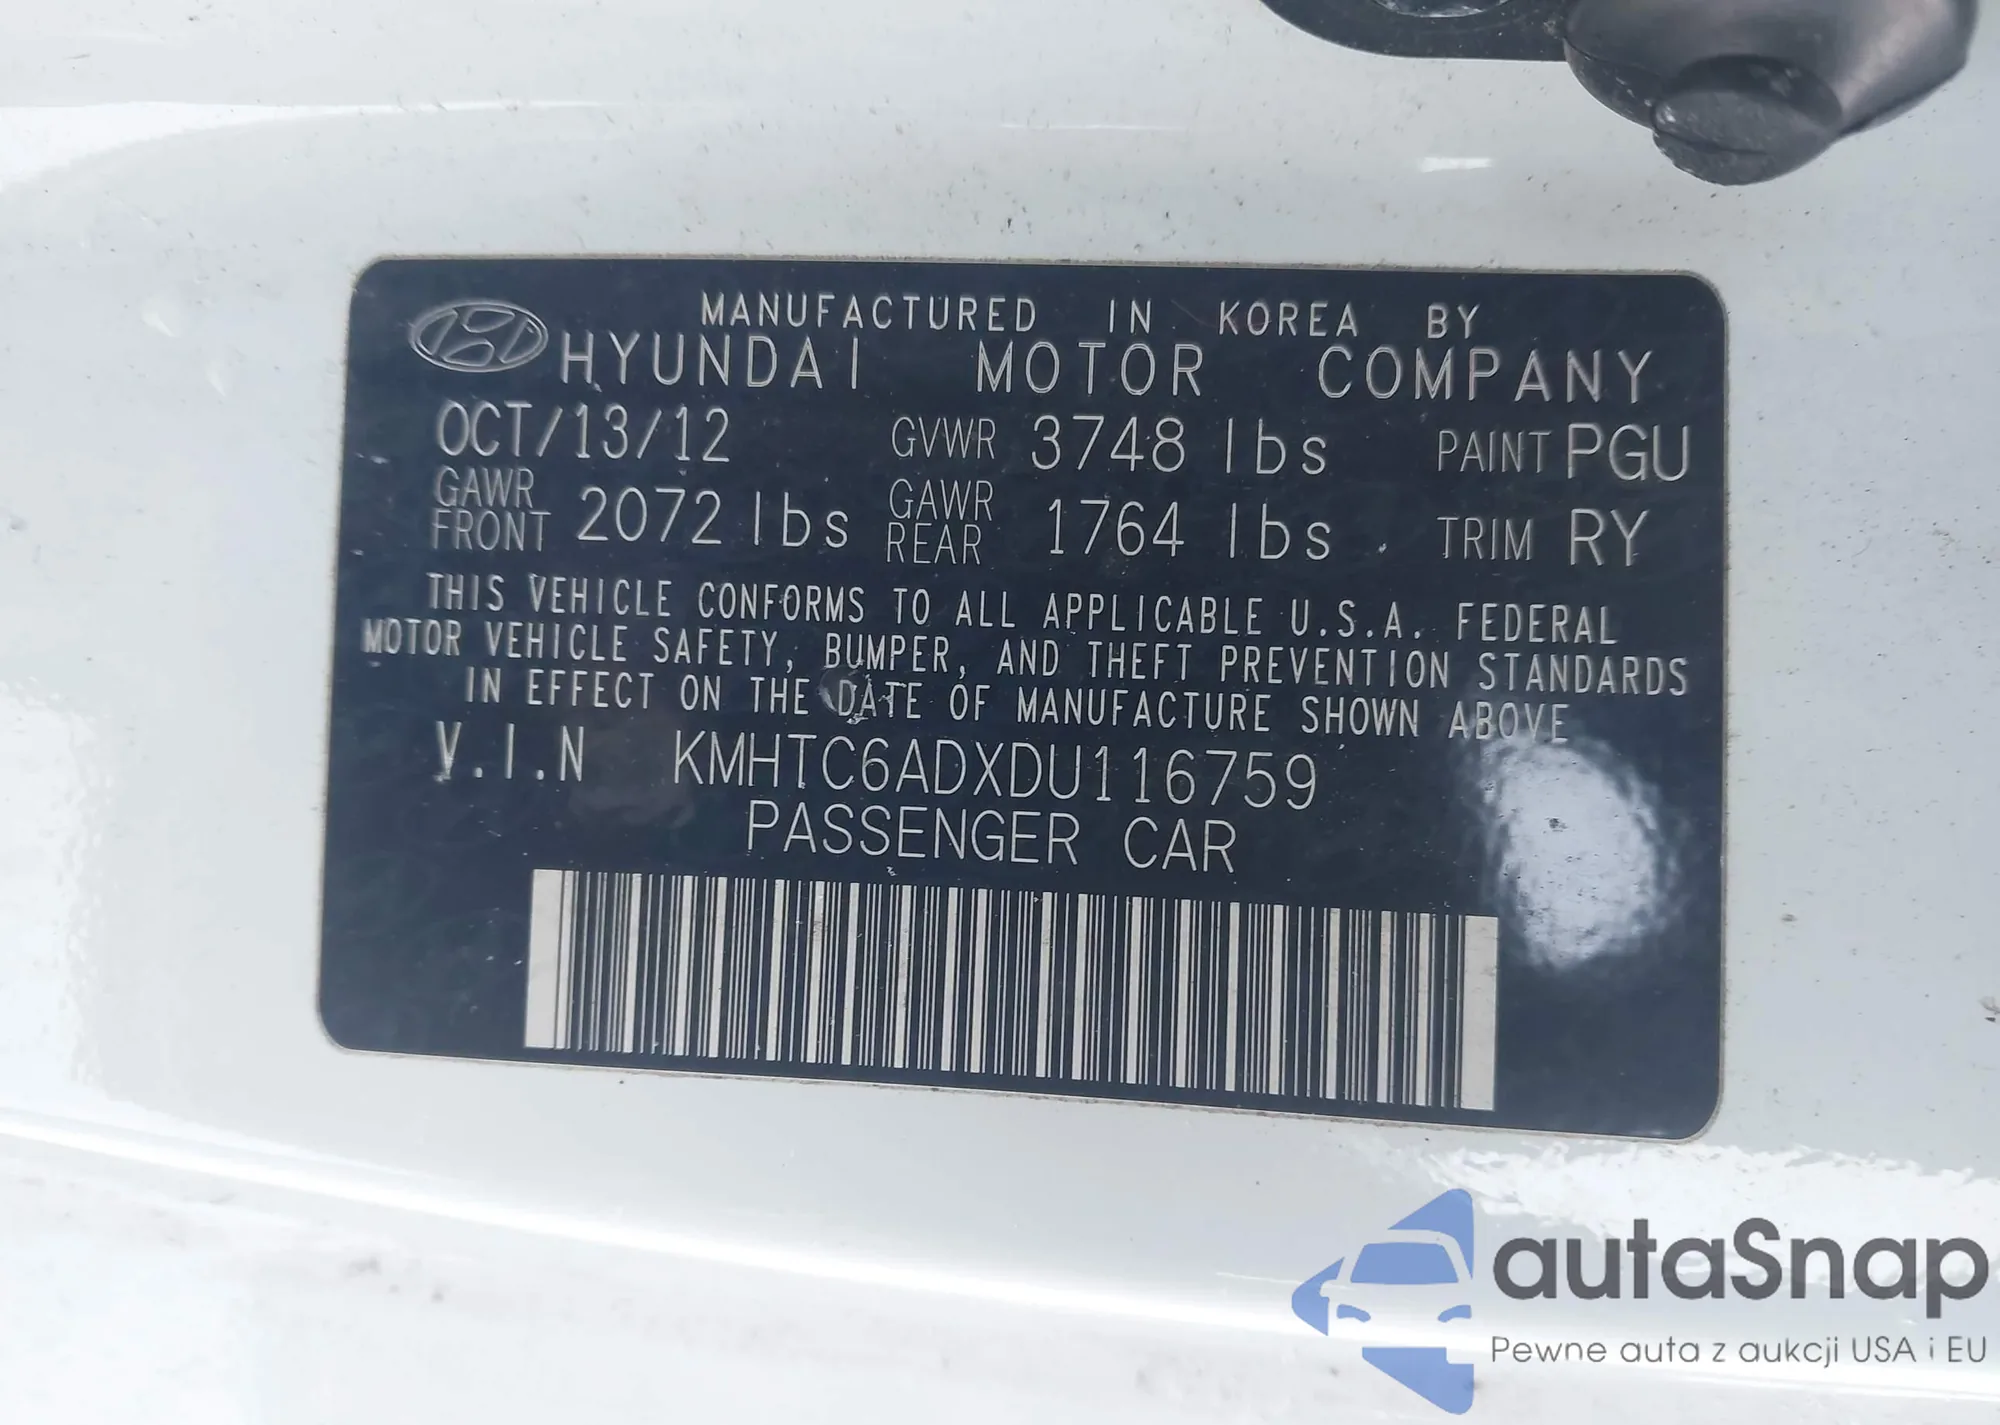 MANUFACTURED IN KOREA BY
HYUNDAI MOTOR COMPANY
OCT/13/12 GVWR 3748 lbs PAINT PGU
GAWR FRONT 2072 lbs GAWR REAR 1764 lbs TRIM RY
THIS VEHICLE CONFORMS TO ALL APPLICABLE U.S.A. FEDERAL
MOTOR VEHICLE SAFETY, BUMPER, AND THEFT PREVENTION STANDARDS
IN EFFECT ON THE DATE OF MANUFACTURE SHOWN ABOVE
V.I.N KMHTC6ADXDU116759
PASSENGER CAR
autaSnap
Pewne auta z aukcji USA i EU